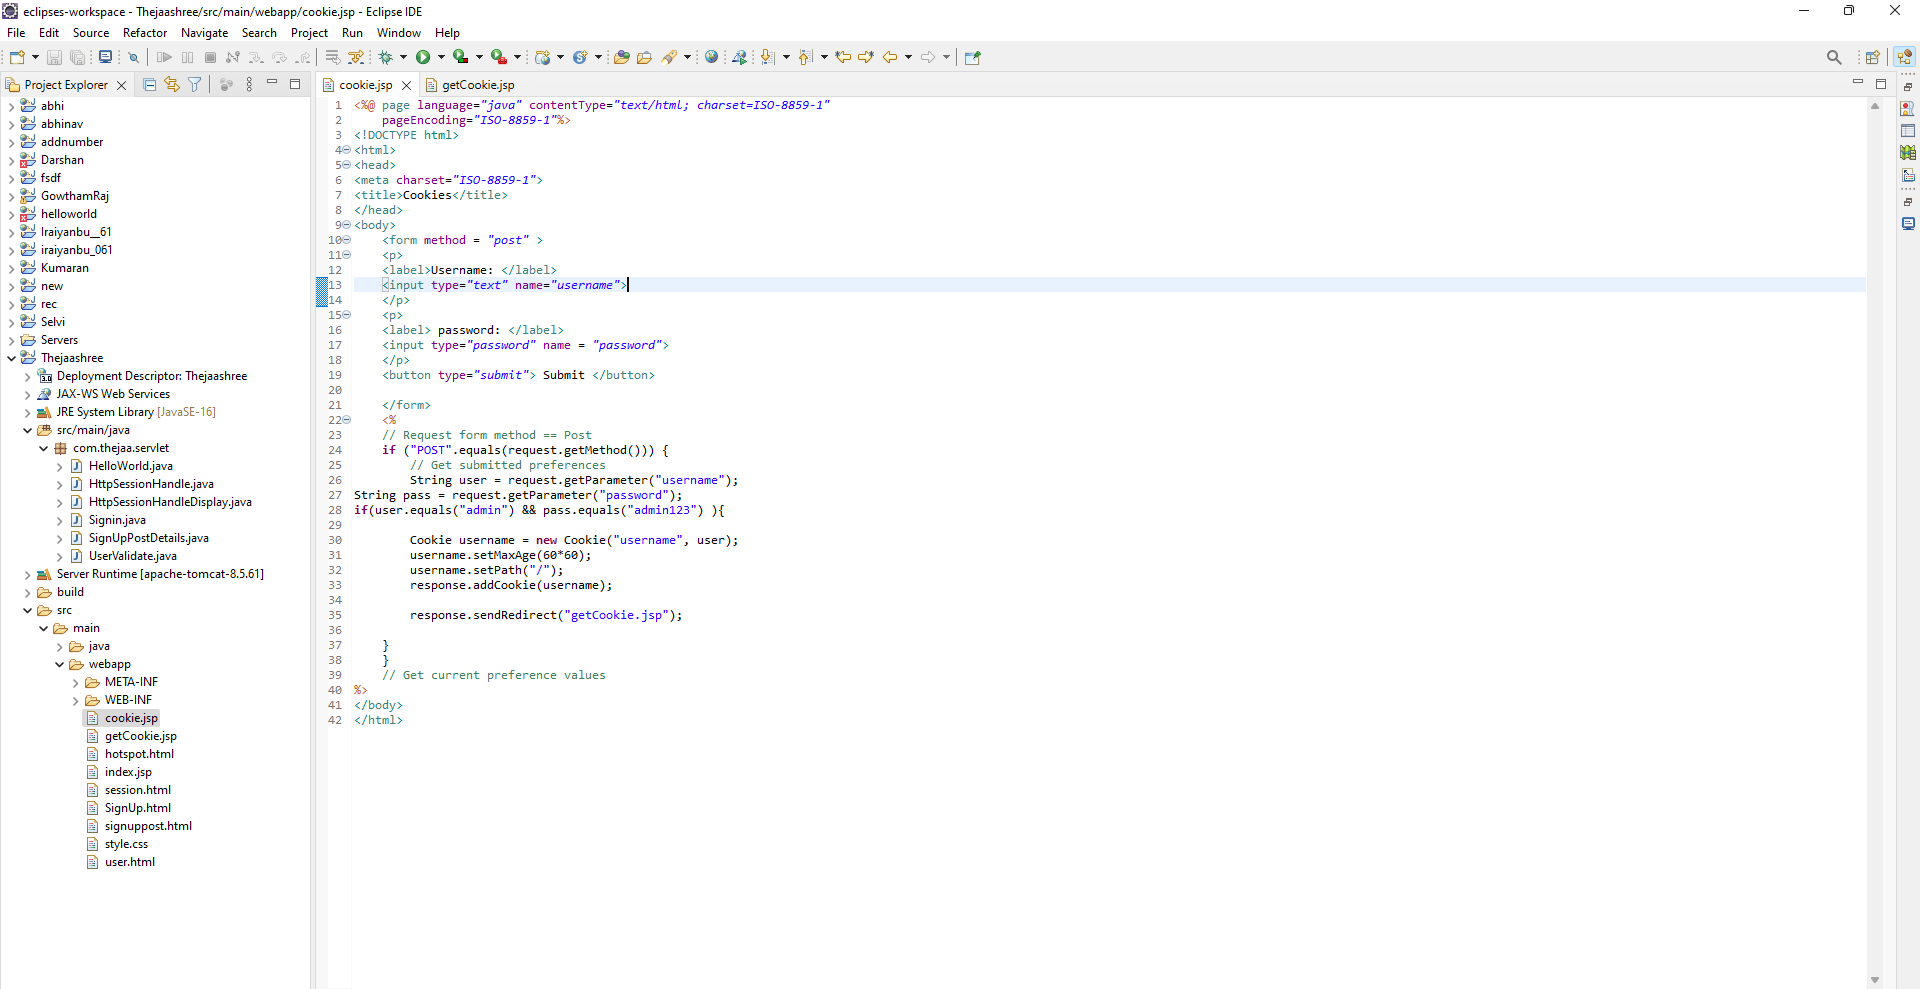 eclipses-workspace - Thejaashree/src/main/webapp/cookie.jsp - Eclipse IDE
File Edit Source Refactor Navigate Search Project Run Window Help
Project Explorer
abhi
abhinav
addnumber
Darshan
fsdf
GowthamRaj
helloworld
Iraiyanbu__61
iraiyanbu_061
Kumaran
new
rec
Selvi
Servers
Thejaashree
Deployment Descriptor: Thejaashree
JAX-WS Web Services
JRE System Library [JavaSE-16]
src/main/java
com.thejaa.servlet
HelloWorld.java
HttpSessionHandle.java
HttpSessionHandleDisplay.java
Signin.java
SignUpPostDetails.java
UserValidate.java
Server Runtime [apache-tomcat-8.5.61]
build
src
main
java
webapp
META-INF
WEB-INF
cookie.jsp
getCookie.jsp
hotspot.html
index.jsp
session.html
SignUp.html
signuppost.html
style.css
user.html
cookie.jsp getCookie.jsp
1 <%@ page language="java" contentType="text/html; charset=ISO-8859-1"
2     pageEncoding="ISO-8859-1"%>
3 <!DOCTYPE html>
4 <html>
5 <head>
6 <meta charset="ISO-8859-1">
7 <title>Cookies</title>
8 </head>
9 <body>
10     <form method = "post" >
11     <p>
12     <label>Username: </label>
13     <input type="text" name="username">
14     </p>
15     <p>
16     <label> password: </label>
17     <input type="password" name = "password">
18     </p>
19     <button type="submit"> Submit </button>
20
21     </form>
22     <%
23     // Request form method == Post
24     if ("POST".equals(request.getMethod())) {
25         // Get submitted preferences
26         String user = request.getParameter("username");
27 String pass = request.getParameter("password");
28 if(user.equals("admin") && pass.equals("admin123") ){
29
30         Cookie username = new Cookie("username", user);
31         username.setMaxAge(60*60);
32         username.setPath("/");
33         response.addCookie(username);
34
35         response.sendRedirect("getCookie.jsp");
36
37     }
38     }
39     // Get current preference values
40 %>
41 </body>
42 </html>